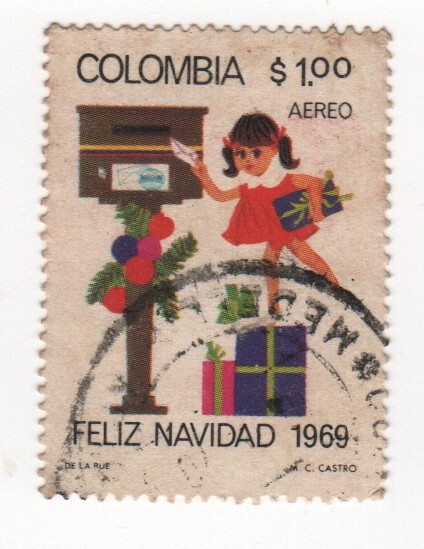 COLOMBIA $1.00
AEREO
FELIZ NAVIDAD 1969
DE LA RUE M. C. CASTRO